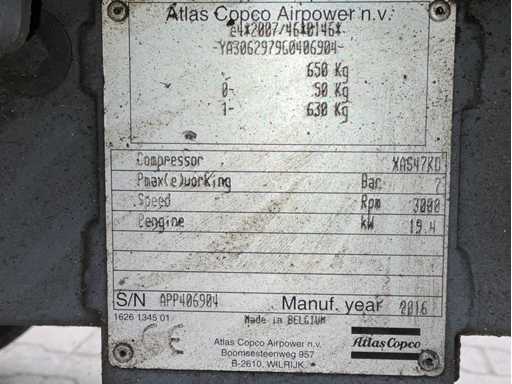 Atlas Copco Airpower n.v.
e4*2007/46*0146*
-YA3062979G0406904-
650 Kg
0- 50 Kg
1- 630 Kg
Compressor XAS47KD
Pmax(e)working Bar 7
Speed Rpm 3000
Pengine kW 19.4
S/N APP406904 Manuf. year 2016
1626 1345 01 Made in BELGIUM
CE Atlas Copco Airpower n.v. Atlas Copco
Boomsesteenweg 957
B-2610, WILRIJK